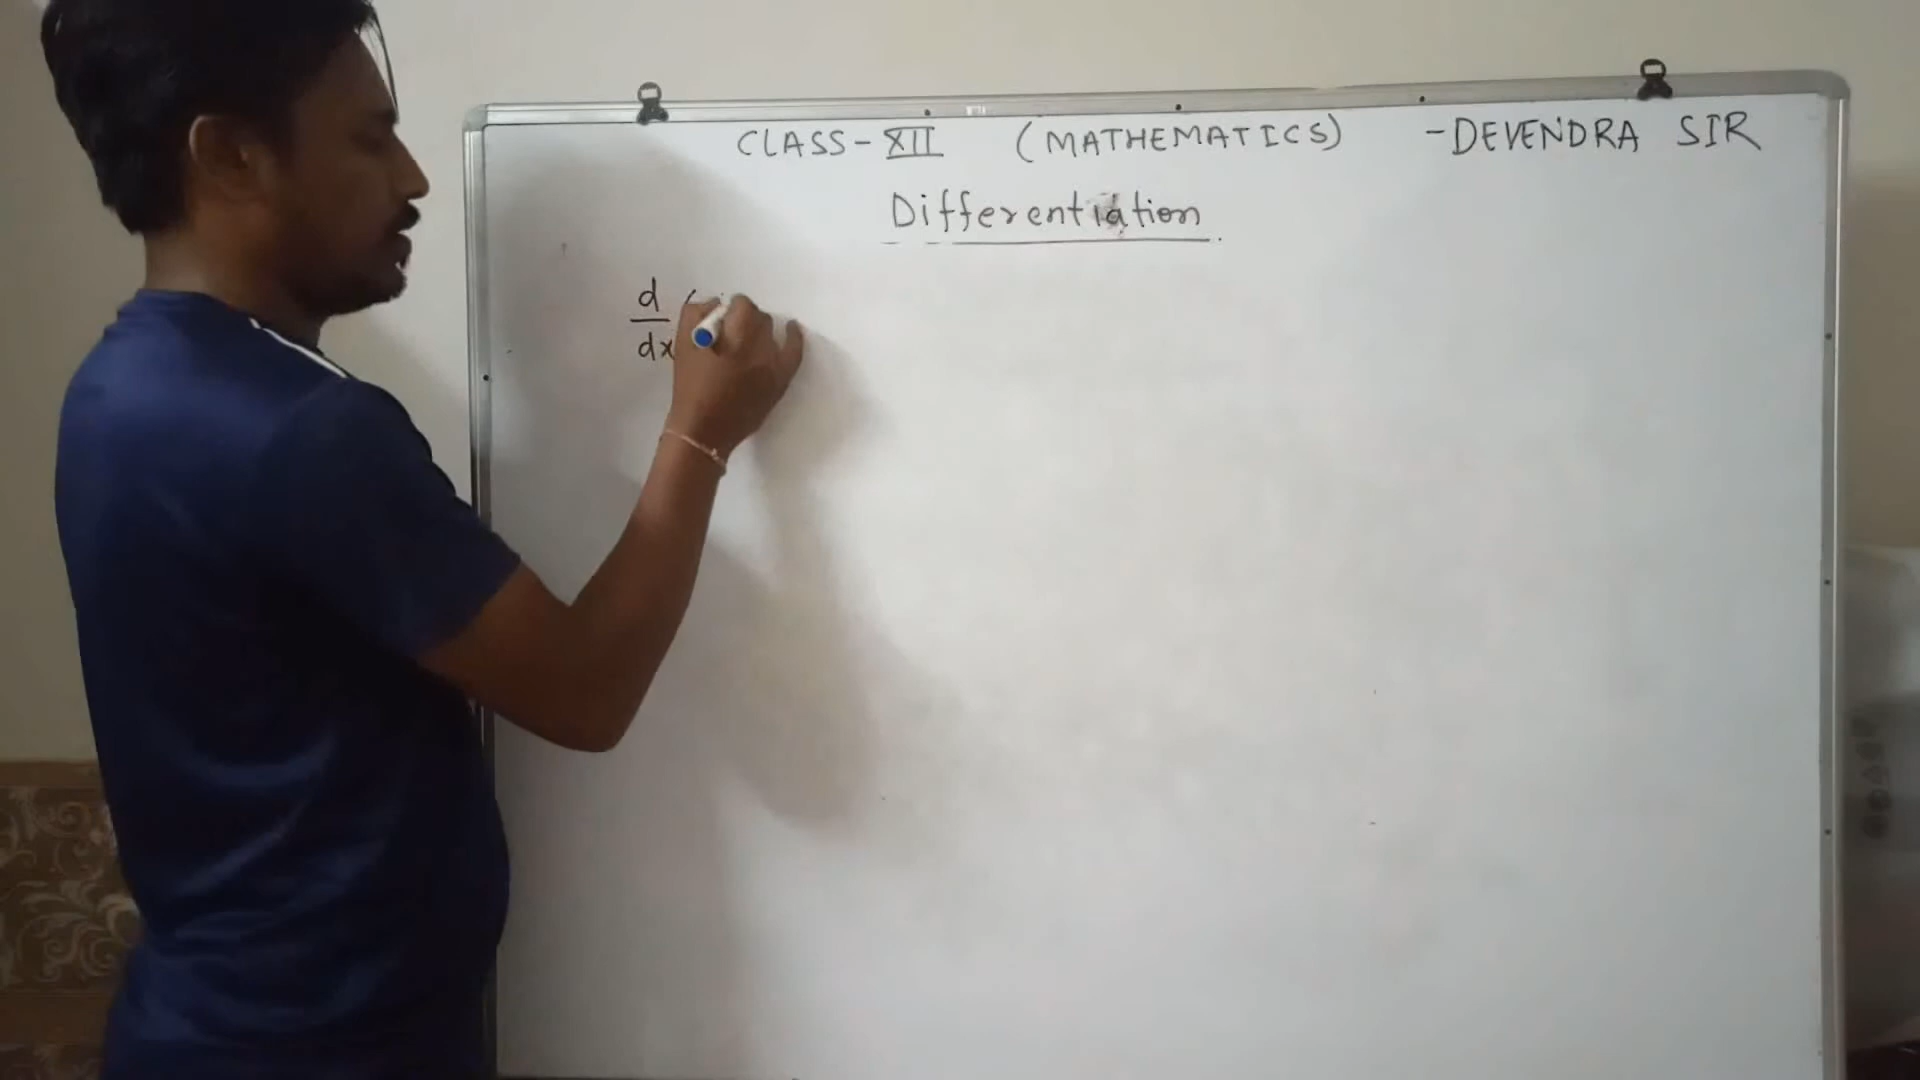 CLASS-XII (MATHEMATICS) -DEVENDRA SIR
Differentiation
d
dx (